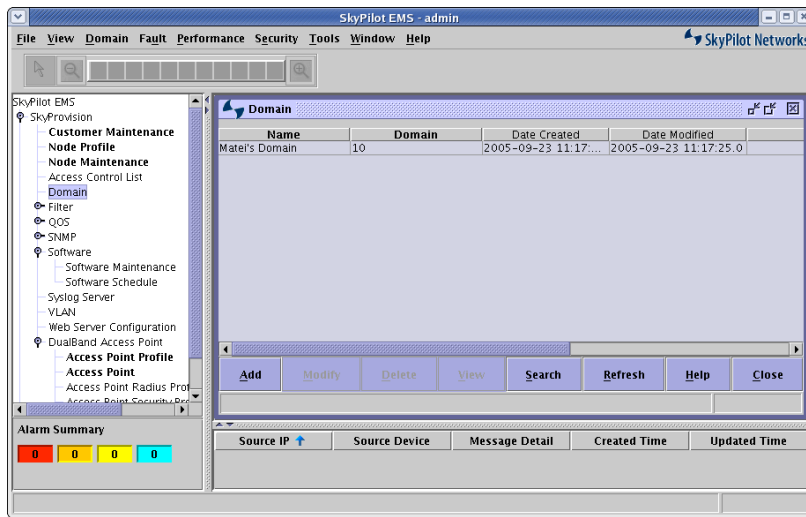 SkyPilot EMS - admin
File View Domain Fault Performance Security Tools Window Help
SkyPilot Networks
SkyPilot EMS
SkyProvision
Customer Maintenance
Node Profile
Node Maintenance
Access Control List
Domain
Filter
QOS
SNMP
Software
Software Maintenance
Software Schedule
Syslog Server
VLAN
Web Server Configuration
DualBand Access Point
Access Point Profile
Access Point
Access Point Radius Prof
Access Point Security Pro
Domain
Name Domain Date Created Date Modified
Matei's Domain 10 2005-09-23 11:17:... 2005-09-23 11:17:25.0
Add Modify Delete View Search Refresh Help Close
Alarm Summary
0 0 0 0
Source IP Source Device Message Detail Created Time Updated Time